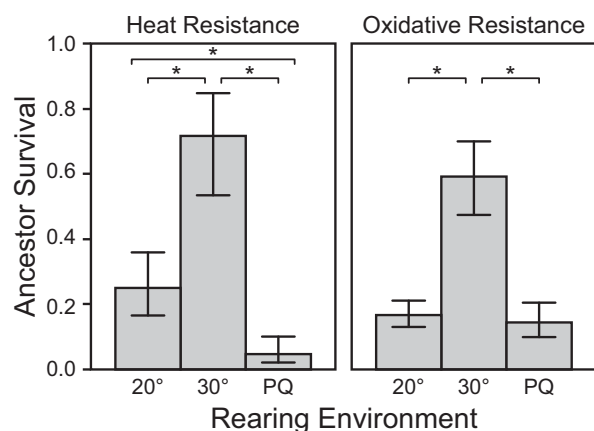 Heat Resistance
Oxidative Resistance
Ancestor Survival
1.0
0.8
0.6
0.4
0.2
0.0
*
*
*
*
*
20° 30° PQ
20° 30° PQ
Rearing Environment